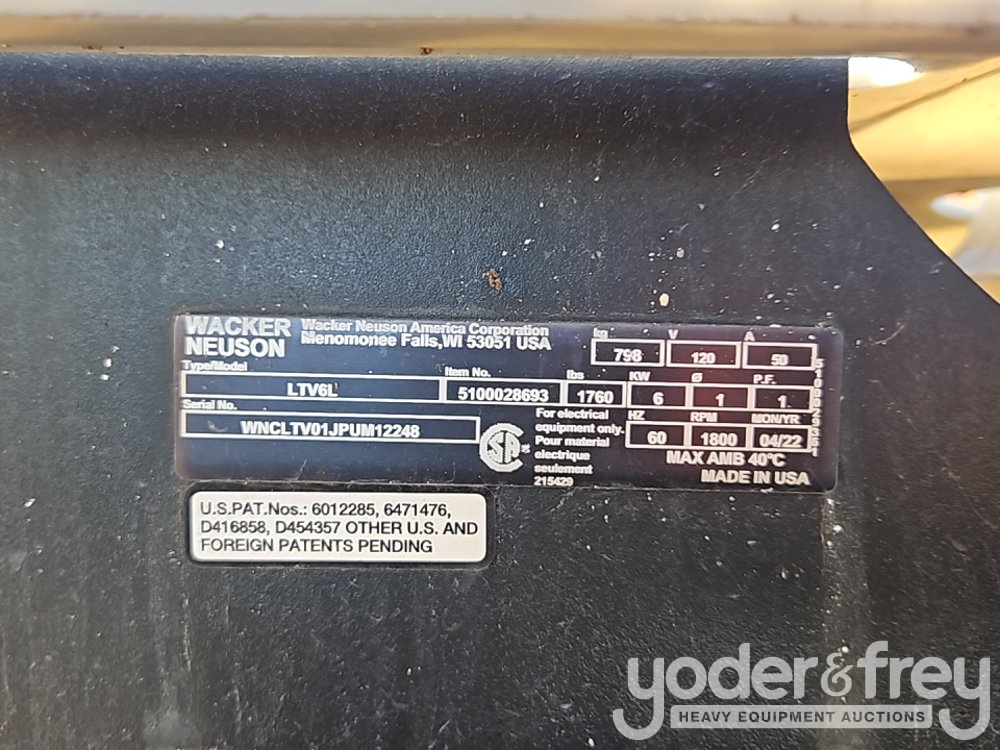 WACKER NEUSON
Wacker Neuson America Corporation
Menomonee Falls, WI 53051 USA
kg V A
798 120 50
Type/Model Item No. lbs KW Ø P.F.
LTV6L 5100028693 1760 6 1 1
Serial No. HZ RPM MON/YR
WNCLTV01JPUM12248 60 1800 04/22
SA
For electrical
equipment only.
Pour material
electrique
seulement
215429
MAX AMB 40°C
MADE IN USA
5100029361
U.S.PAT.Nos.: 6012285, 6471476,
D416858, D454357 OTHER U.S. AND
FOREIGN PATENTS PENDING
yoder&frey
HEAVY EQUIPMENT AUCTIONS